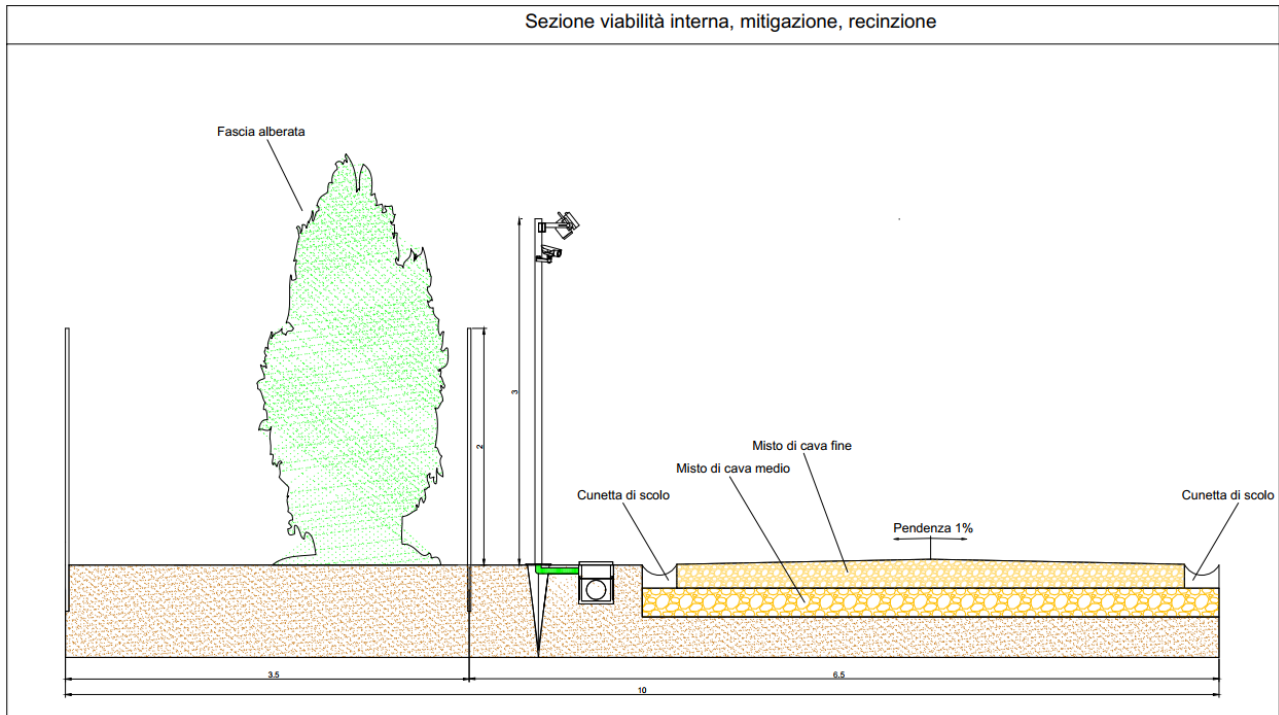 Sezione viabilità interna, mitigazione, recinzione
Fascia alberata
3
2
Misto di cava fine
Misto di cava medio
Cunetta di scolo
Cunetta di scolo
Pendenza 1%
3.5
6.5
10